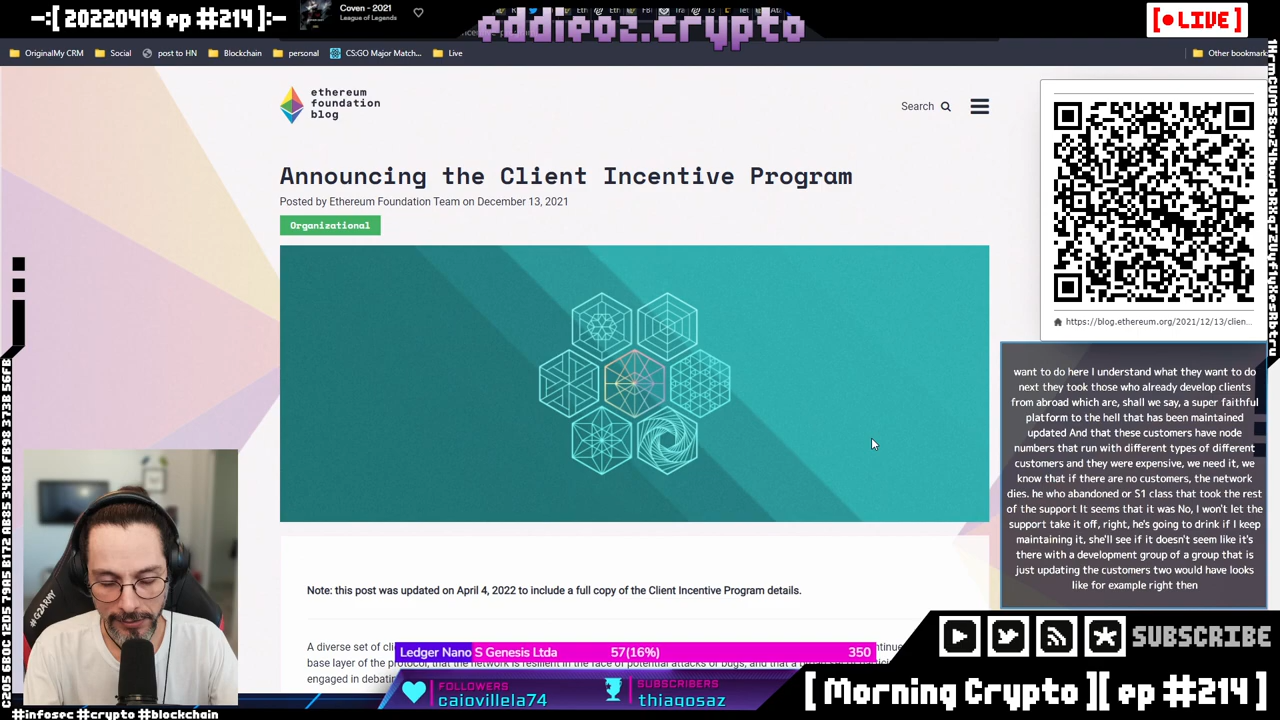 -:[ 20220419 ep #214 ]:-
Coven - 2021
League of Legends
eddieoz.crypto
[ ● LIVE ]
OriginalMy CRM
Social
post to HN
Blockchain
personal
CS:GO Major Match...
Live
Other bookmark
ethereum
foundation
blog
Search
Announcing the Client Incentive Program
Posted by Ethereum Foundation Team on December 13, 2021
Organizational
https://blog.ethereum.org/2021/12/13/clien...
want to do here I understand what they want to do
next they took those who already develop clients
from abroad which are, shall we say, a super faithful
platform to the hell that has been maintained
updated And that these customers have node
numbers that run with different types of different
customers and they were expensive, we need it, we
know that if there are no customers, the network
dies. he who abandoned or S1 class that took the rest
of the support It seems that it was No, I won't let the
support take it off, right, he's going to drink if I keep
maintaining it, she'll see if it doesn't seem like it's
there with a development group of a group that is
just updating the customers two would have looks
like for example right then
Note: this post was updated on April 4, 2022 to include a full copy of the Client Incentive Program details.
A diverse set of
base layer of the protocol, that the network is resilient in the face of potential attacks or bugs, and that a
engaged in
Ledger Nano S Genesis Ltda 57(16%) 350
FOLLOWERS
caiovillela74
SUBSCRIBERS
thiagosaz
SUBSCRIBE
[ Morning Crypto ][ ep #214 ]
#infosec #crypto #blockchain